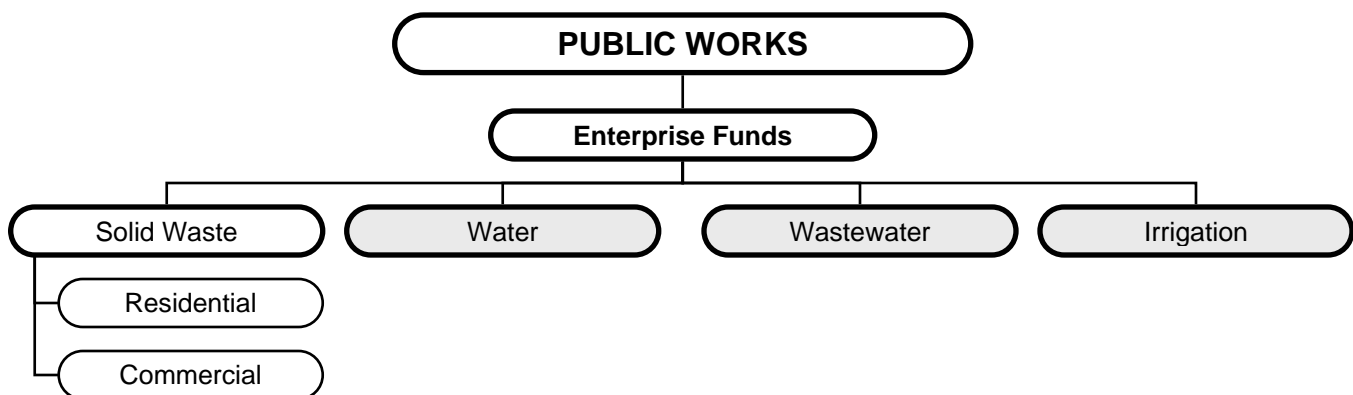 PUBLIC WORKS
Enterprise Funds
Solid Waste
Water
Wastewater
Irrigation
Residential
Commercial